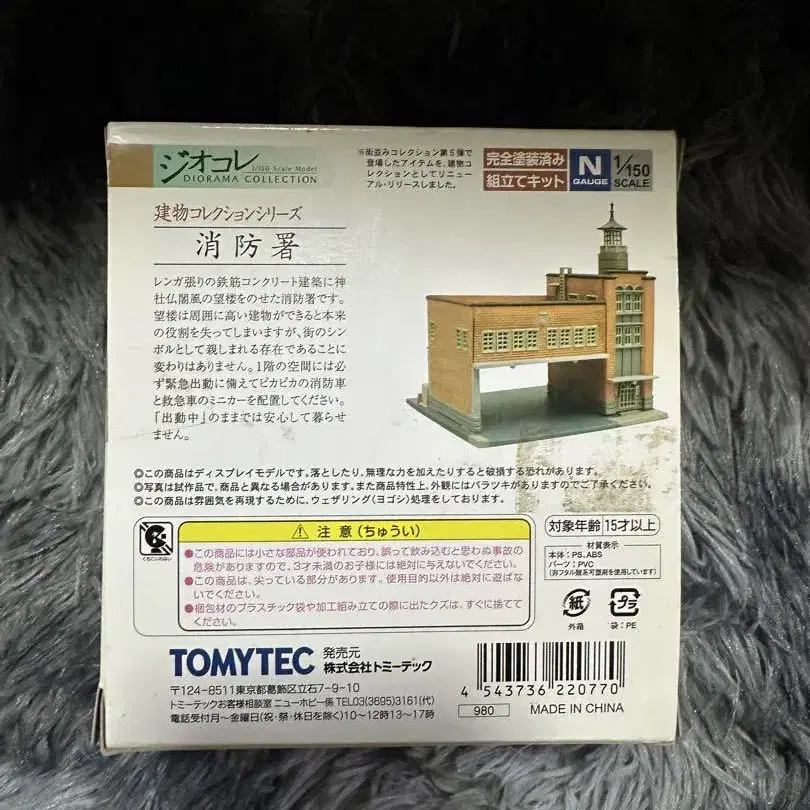 ジオコレ
1/150 Scale Model
DIORAMA COLLECTION
※街並みコレクション第5弾で
登場したアイテムを、建物コ
レクションとしてリニュー
アル・リリースしました。
完全塗装済み
組立てキット
N
GAUGE
1/150
SCALE
建物コレクションシリーズ
消防署
レンガ張りの鉄筋コンクリート建築に神
社仏閣風の望楼をのせた消防署です。
望楼は周囲に高い建物ができると本来
の役割を失ってしまいますが、街のシン
ボルとして親しまれる存在であることに
変わりはありません。1階の空間には必
ず緊急出動に備えてピカピカの消防車
と救急車のミニカーを配置してください。
「出動中」のままでは安心して暮らせ
ません。
◎この商品はディスプレイモデルです。落としたり、無理な力を加えたりすると破損する恐れがあります。
◎写真は試作品です。商品と異なる場合があります。また商品特性上、外観にはバラツキがありますのでご了承ください。
◎この商品は雰囲気を再現するために、ウェザリング(ヨゴシ)処理をしております。
注意(ちゅうい)
●この商品には小さな部品が使われており、誤って飲み込むと思わぬ事故の
危険がありますので、3才未満のお子様には絶対に与えないでください。
●この商品は、尖っている部分があります。使用目的以外は絶対に遊ばな
いでください。
●梱包材のプラスチック袋や加工組み立ての際に出たクズは、すぐに捨てて
ください。
対象年齢 15才以上
材質表示
本体:PS、ABS
パーツ:PVC
(非フタル酸系可塑剤を使用しています)
紙
外箱
プラ
袋:PE
TOMYTEC
発売元
株式会社トミーテック
〒124-8511東京都葛飾区立石7-9-10
トミーテックお客様相談室 ニューホビー係 TEL03(3695)3161(代)
電話受付月〜金曜日(祝・祭・休日を除く)10〜12時13〜17時
4 543736 220770
980
MADE IN CHINA